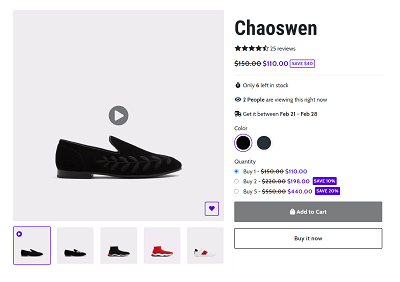 Chaoswen
25 reviews
$150.00 $110.00 SAVE $40
Only 6 left in stock
2 People are viewing this right now
Get it between Feb 21 - Feb 28
Color
Quantity
Buy 1 - $150.00 $110.00
Buy 2 - $220.00 $198.00 SAVE 10%
Buy 5 - $550.00 $440.00 SAVE 20%
Add to Cart
Buy it now